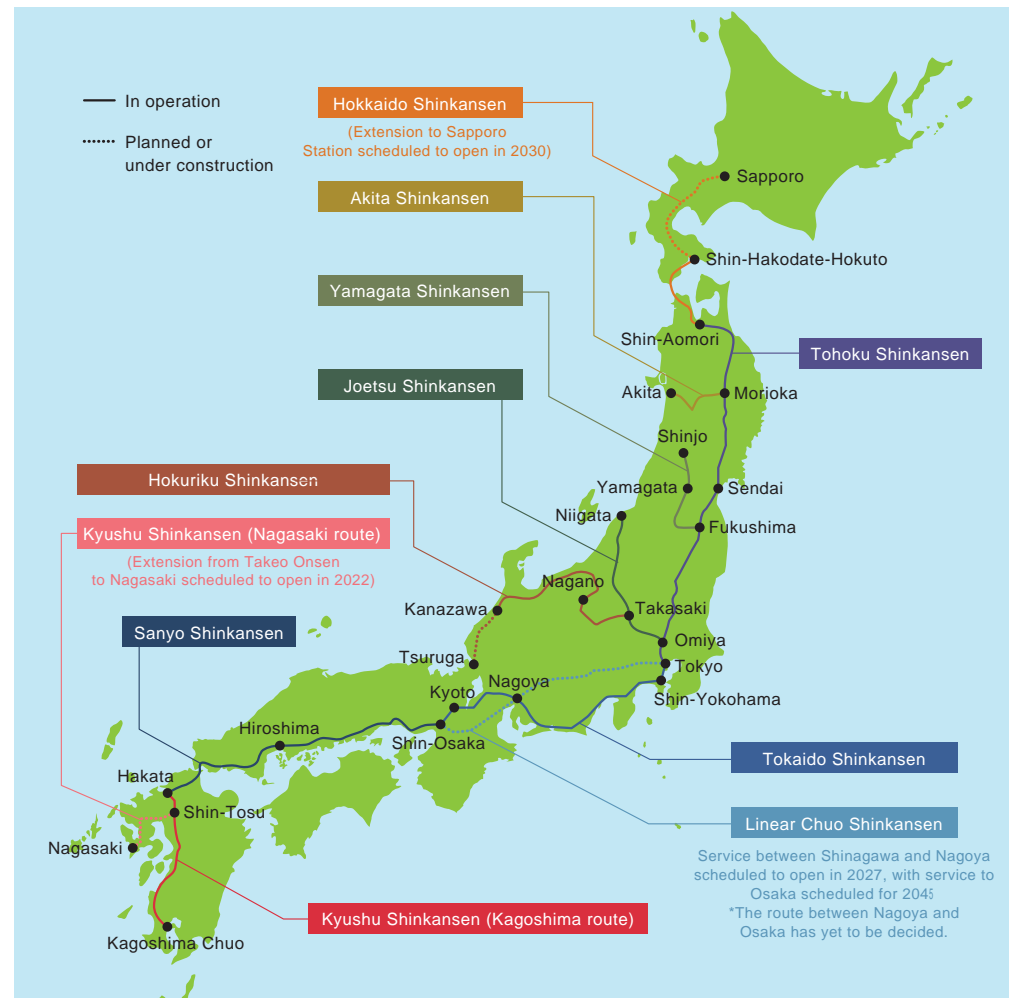 In operation
Planned or
under construction
Hokkaido Shinkansen
(Extension to Sapporo
Station scheduled to open in 2030)
Akita Shinkansen
Yamagata Shinkansen
Joetsu Shinkansen
Hokuriku Shinkansen
Kyushu Shinkansen (Nagasaki route)
(Extension from Takeo Onsen
to Nagasaki scheduled to open in 2022)
Sanyo Shinkansen
Sapporo
Shin-Hakodate-Hokuto
Shin-Aomori
Tohoku Shinkansen
Akita
Morioka
Shinjo
Yamagata
Sendai
Niigata
Fukushima
Nagano
Kanazawa
Takasaki
Omiya
Tsuruga
Tokyo
Kyoto
Nagoya
Shin-Yokohama
Hiroshima
Shin-Osaka
Tokaido Shinkansen
Hakata
Shin-Tosu
Nagasaki
Linear Chuo Shinkansen
Service between Shinagawa and Nagoya
scheduled to open in 2027, with service to
Osaka scheduled for 2045
*The route between Nagoya and
Osaka has yet to be decided.
Kyushu Shinkansen (Kagoshima route)
Kagoshima Chuo